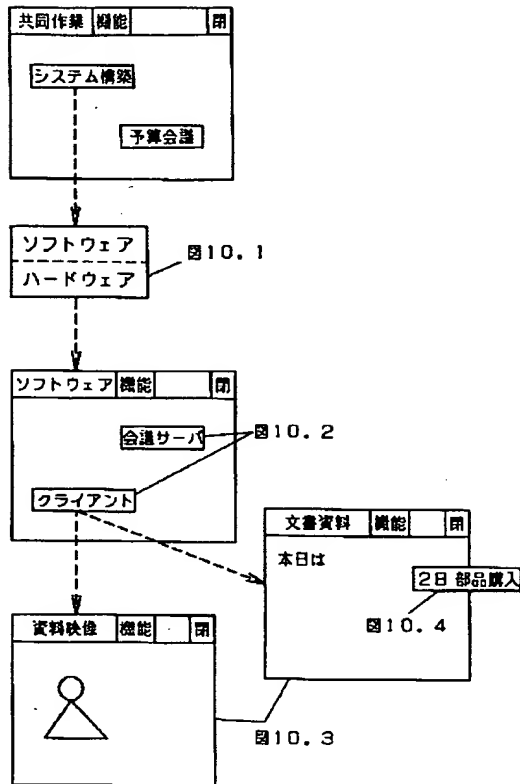 共同作業 機能 閉
システム構築
予算会議
ソフトウェア
ハードウェア
図10.1
ソフトウェア 機能 閉
会議サーバ
図10.2
クライアント
文書資料 機能 閉
本日は
2日 部品購入
図10.4
資料映像 機能 閉
図10.3